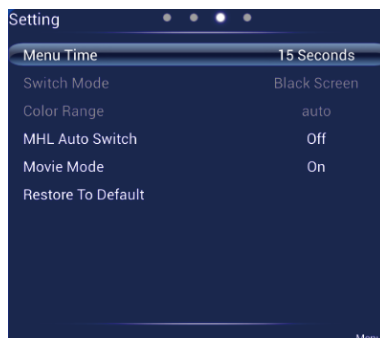 Setting
Menu Time 15 Seconds
Switch Mode Black Screen
Color Range auto
MHL Auto Switch Off
Movie Mode On
Restore To Default